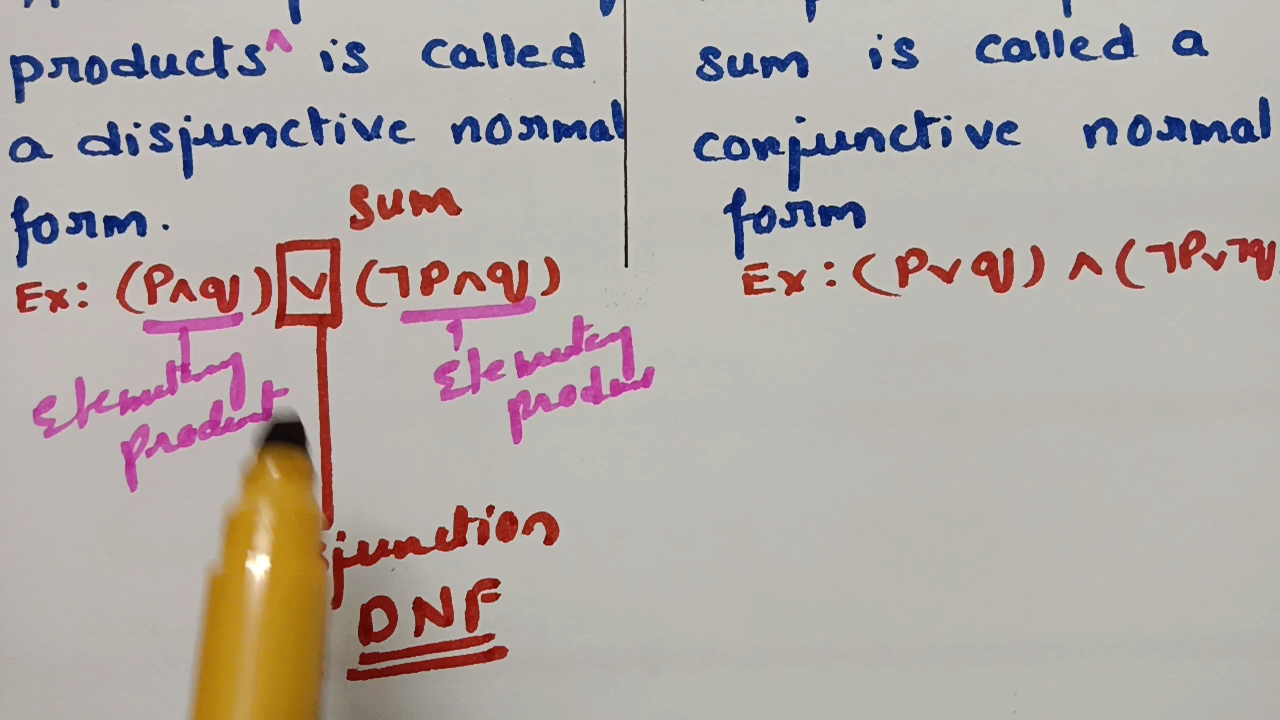 products^ is called
a disjunctive normal
form.
sum
Ex: (P∧q) ∨ (¬P∧q)
Elementary
product
Elementary
product
junction
DNF
sum is called a
conjunctive normal
form
Ex: (P∨q) ∧ (¬P∨¬q